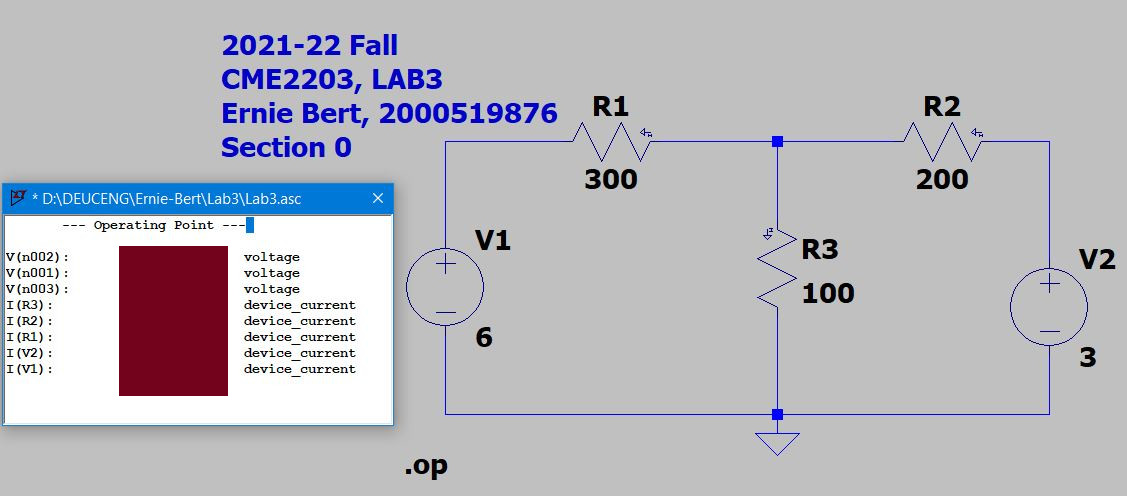 2021-22 Fall
CME2203, LAB3
Ernie Bert, 2000519876
Section 0
* D:\DEUCENG\Ernie-Bert\Lab3\Lab3.asc
--- Operating Point ---
V(n002): voltage
V(n001): voltage
V(n003): voltage
I(R3): device_current
I(R2): device_current
I(R1): device_current
I(V2): device_current
I(V1): device_current
R1
300
R2
200
V1
6
R3
100
V2
3
.op